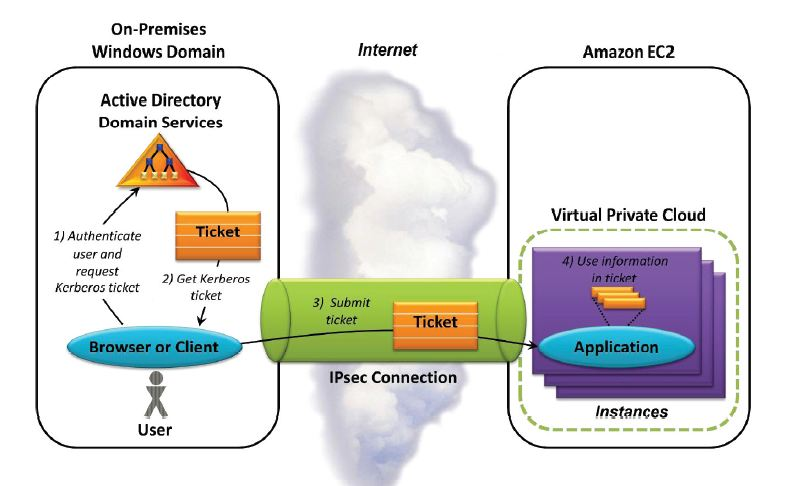 On-Premises
Windows Domain
Internet
Amazon EC2
Active Directory
Domain Services
Ticket
1) Authenticate
user and
request
Kerberos ticket
2) Get Kerberos
ticket
Virtual Private Cloud
4) Use information
in ticket
3) Submit
ticket
Ticket
Browser or Client
Application
IPsec Connection
Instances
User